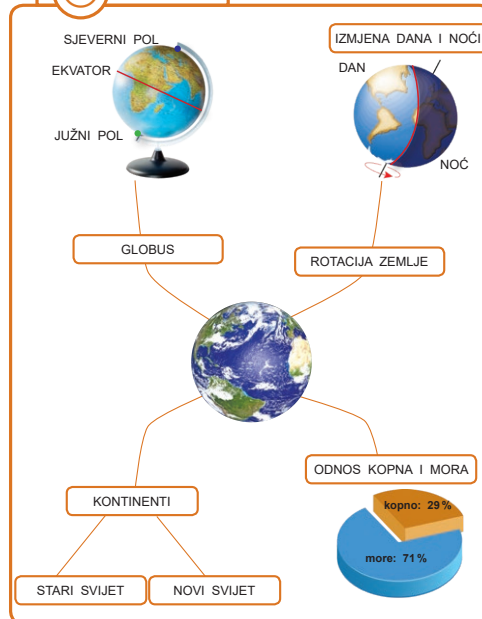 SJEVERNI POL
EKVATOR
JUŽNI POL
IZMJENA DANA I NOĆI
DAN
NOĆ
GLOBUS
ROTACIJA ZEMLJE
KONTINENTI
ODNOS KOPNA I MORA
kopno: 29 %
more: 71 %
STARI SVIJET
NOVI SVIJET